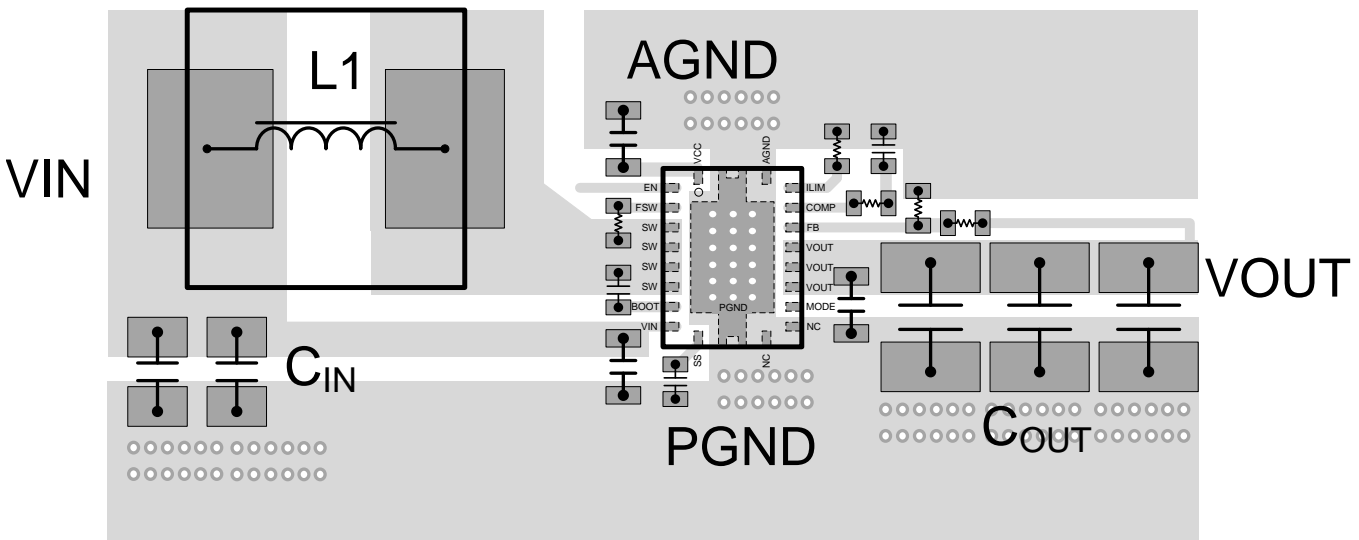 L1
AGND
VIN
VCC
AGND
EN
FSW
SW
SW
SW
SW
BOOT
VIN
ILIM
COMP
FB
VOUT
VOUT
VOUT
MODE
NC
PGND
SS
NC
VOUT
CIN
PGND
COUT